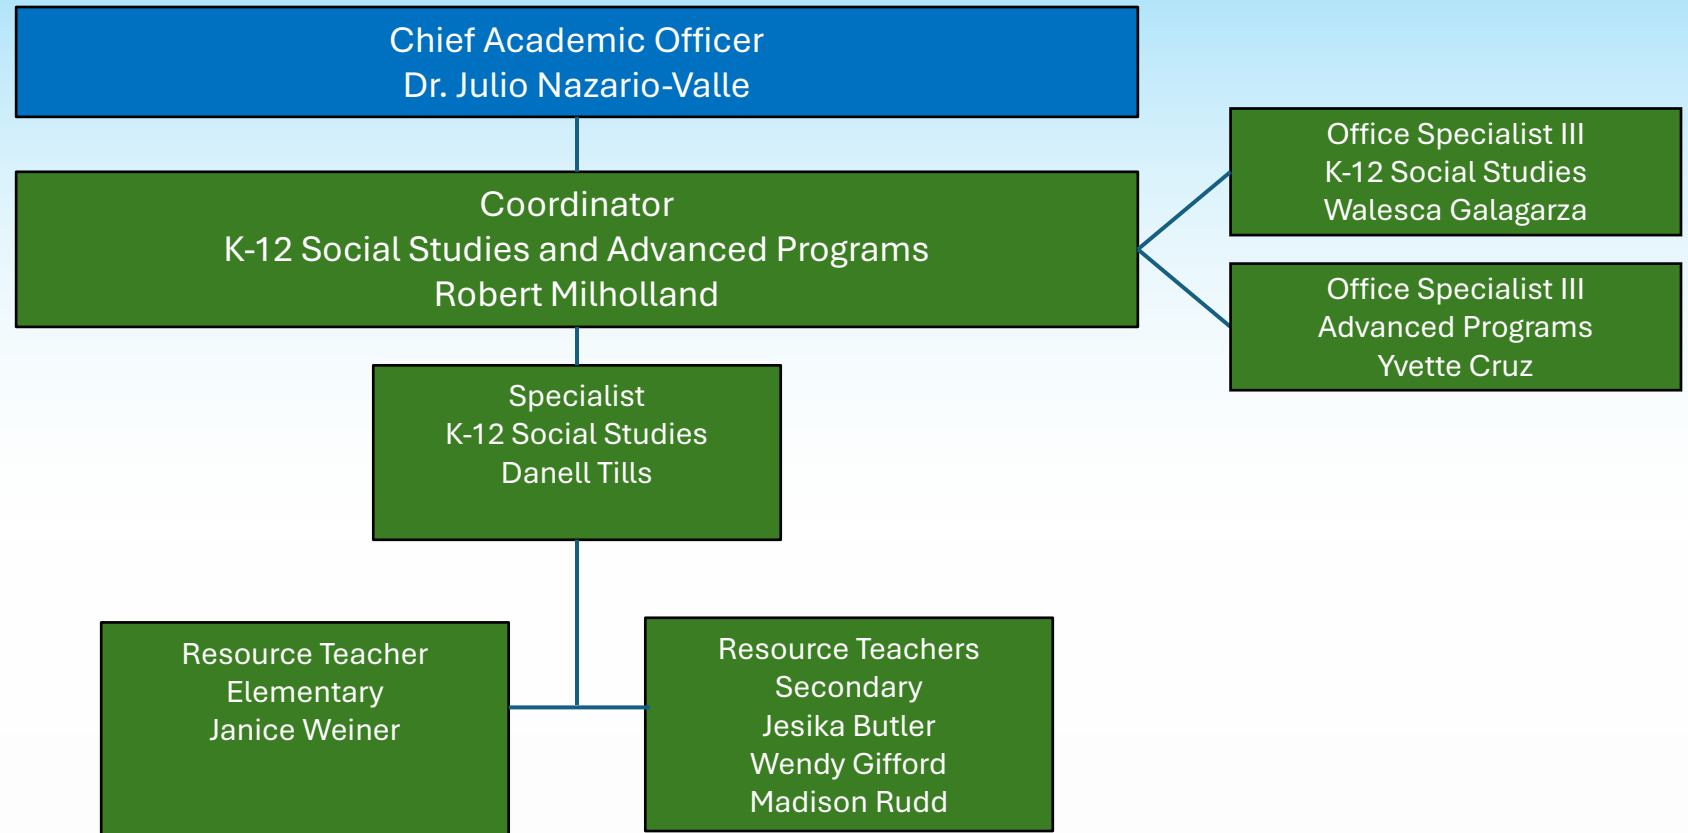 Chief Academic Officer
Dr. Julio Nazario-Valle
Coordinator
K-12 Social Studies and Advanced Programs
Robert Milholland
Office Specialist III
K-12 Social Studies
Walesca Galagarza
Office Specialist III
Advanced Programs
Yvette Cruz
Specialist
K-12 Social Studies
Danell Tills
Resource Teacher
Elementary
Janice Weiner
Resource Teachers
Secondary
Jesika Butler
Wendy Gifford
Madison Rudd